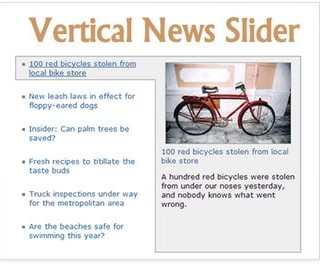 Vertical News Slider
100 red bicycles stolen from
local bike store
New leash laws in effect for
floppy-eared dogs
Insider: Can palm trees be
saved?
Fresh recipes to titillate the
taste buds
Truck inspections under way
for the metropolitan area
Are the beaches safe for
swimming this year?
100 red bicycles stolen from local
bike store
A hundred red bicycles were stolen
from under our noses yesterday,
and nobody knows what went
wrong.